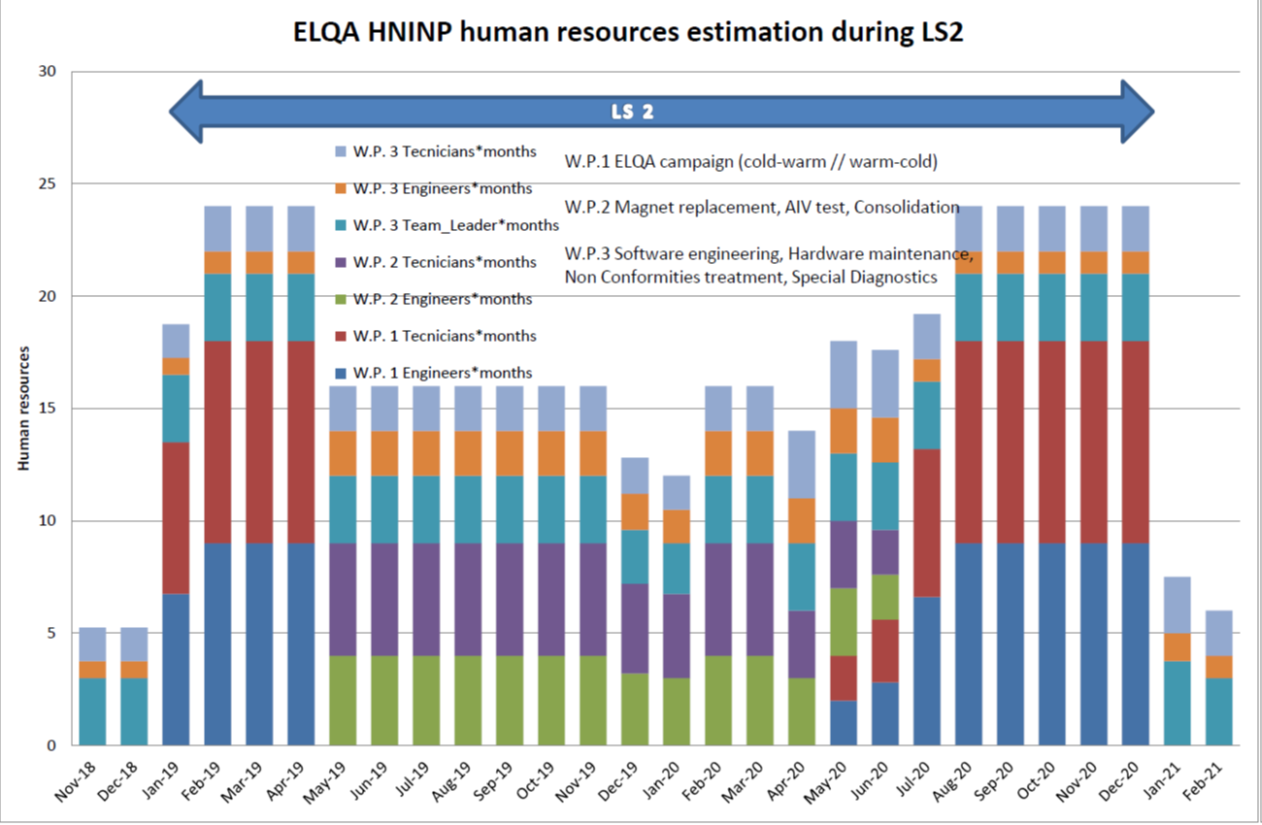 ELQA HNINP human resources estimation during LS2
30
LS 2
W.P. 3 Tecnicians*months
W.P.1 ELQA campaign (cold-warm // warm-cold)
25
W.P. 3 Engineers*months
W.P.2 Magnet replacement, AIV test, Consolidation
W.P. 3 Team_Leader*months
W.P.3 Software engineering, Hardware maintenance,
W.P. 2 Tecnicians*months
Non Conformities treatment, Special Diagnostics
20
W.P. 2 Engineers*months
W.P. 1 Tecnicians*months
W.P. 1 Engineers*months
Human resources
15
10
5
0
Nov-18
Dec-18
Jan-19
Feb-19
Mar-19
Apr-19
May-19
Jun-19
Jul-19
Aug-19
Sep-19
Oct-19
Nov-19
Dec-19
Jan-20
Feb-20
Mar-20
Apr-20
May-20
Jun-20
Jul-20
Aug-20
Sep-20
Oct-20
Nov-20
Dec-20
Jan-21
Feb-21